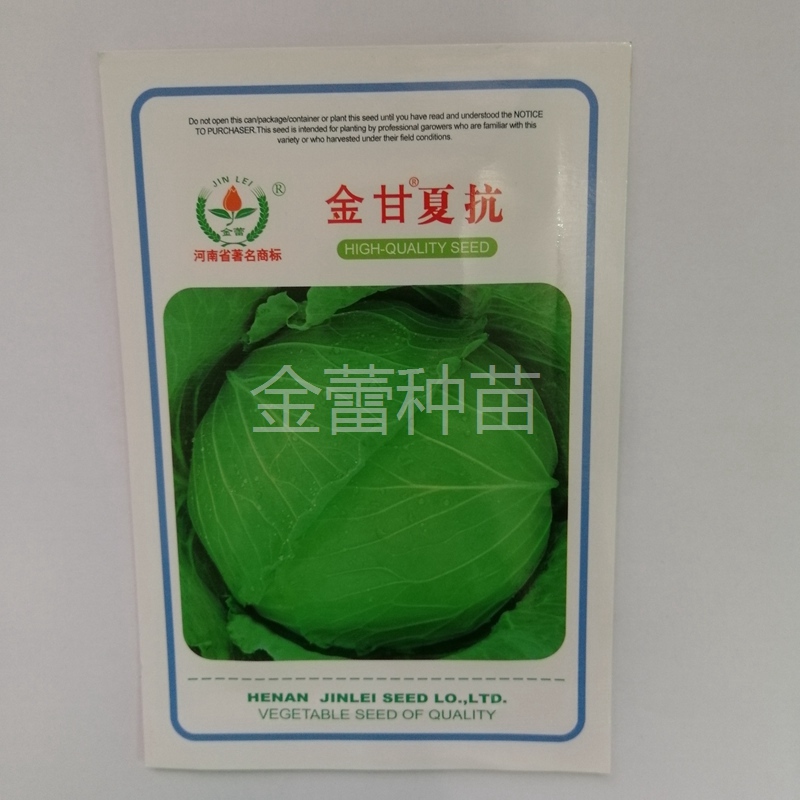 Do not open this can/package/container or plant this seed until you have read and understood the NOTICE
TO PURCHASER.This seed is intended for planting by professional garowers who are familiar with this
variety or who harvested under their field conditions.
JIN LEI ®
金蕾
河南省著名商标
金甘®夏抗
HIGH-QUALITY SEED
金蕾种苗
HENAN JINLEI SEED LO.,LTD.
VEGETABLE SEED OF QUALITY